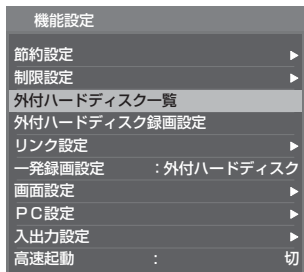 機能設定
節約設定 ▶
制限設定 ▶
外付ハードディスク一覧
外付ハードディスク録画設定
リンク設定 ▶
一発録画設定 :外付ハードディスク
画面設定 ▶
ＰＣ設定 ▶
入出力設定 ▶
高速起動 : 切